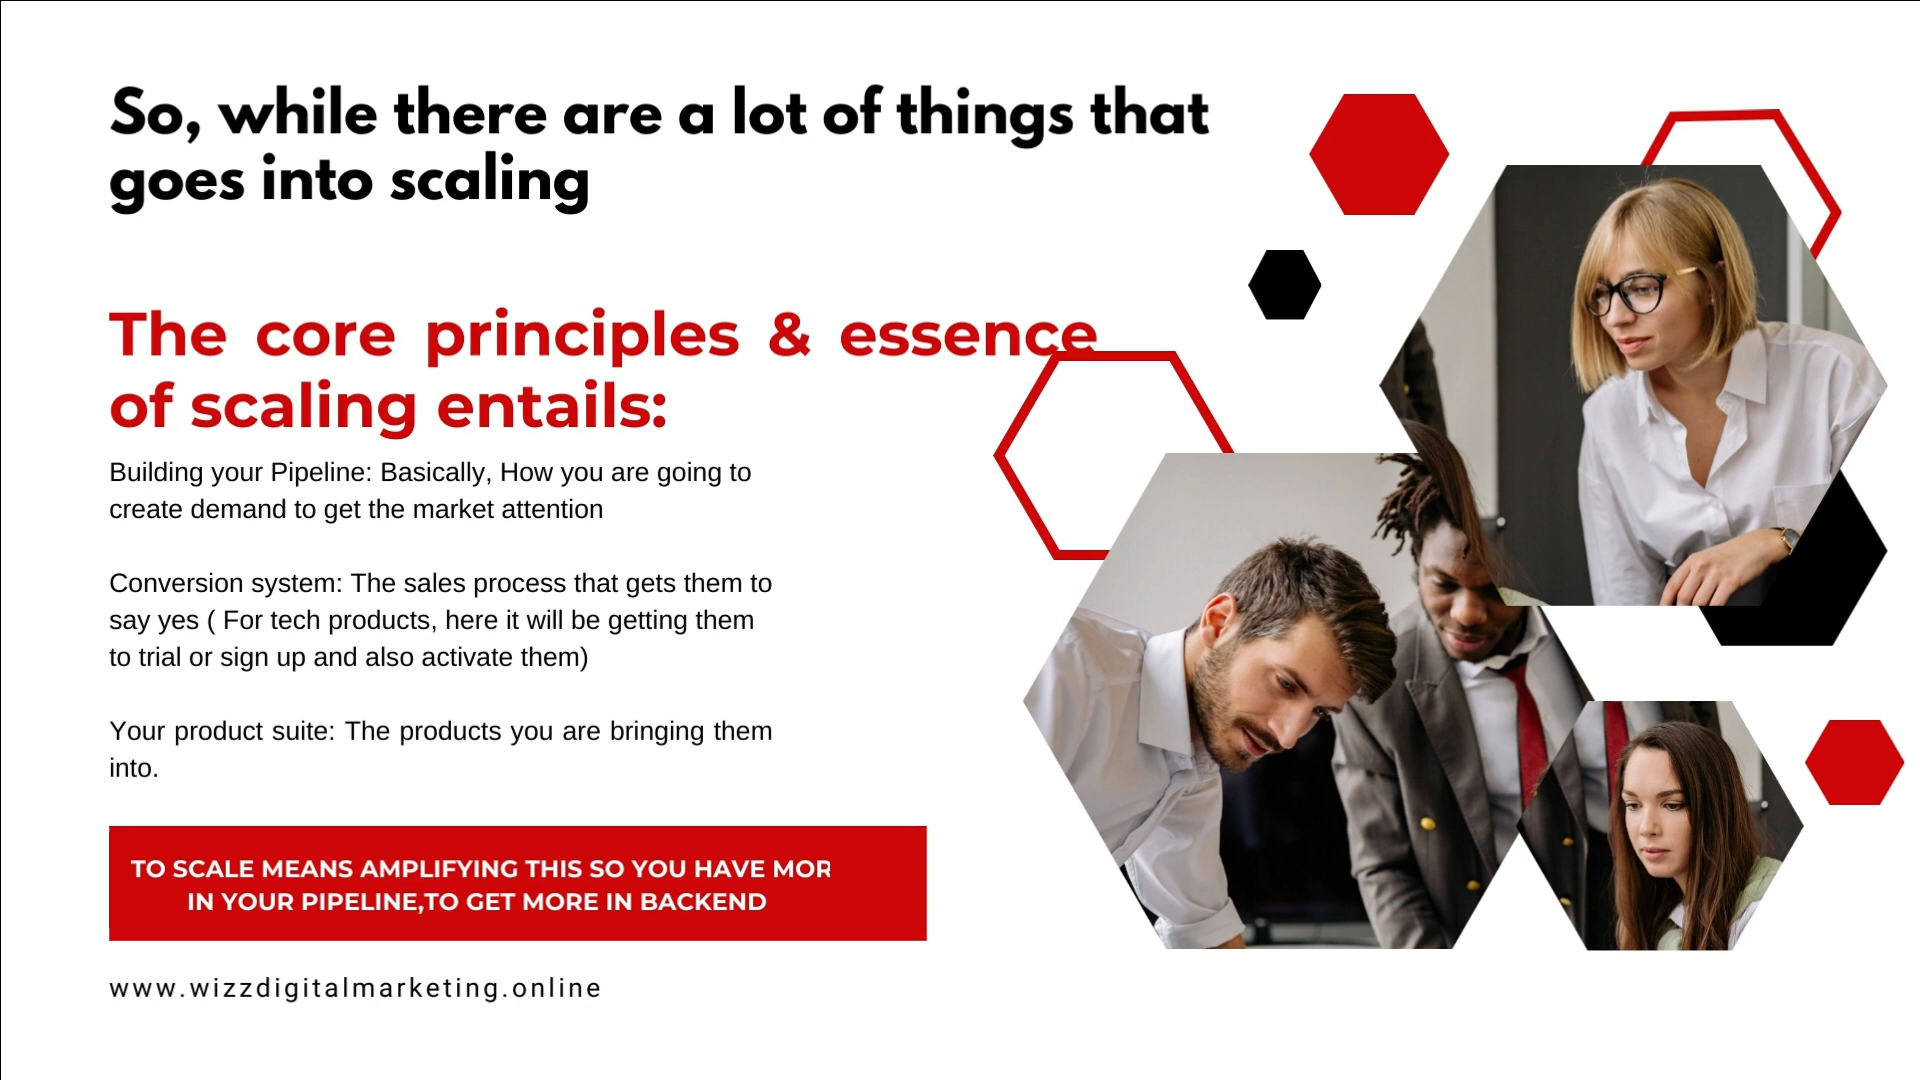 So, while there are a lot of things that
goes into scaling
The core principles & essence
of scaling entails:
Building your Pipeline: Basically, How you are going to
create demand to get the market attention
Conversion system: The sales process that gets them to
say yes ( For tech products, here it will be getting them
to trial or sign up and also activate them)
Your product suite: The products you are bringing them
into.
TO SCALE MEANS AMPLIFYING THIS SO YOU HAVE MOR
IN YOUR PIPELINE,TO GET MORE IN BACKEND
www.wizzdigitalmarketing.online